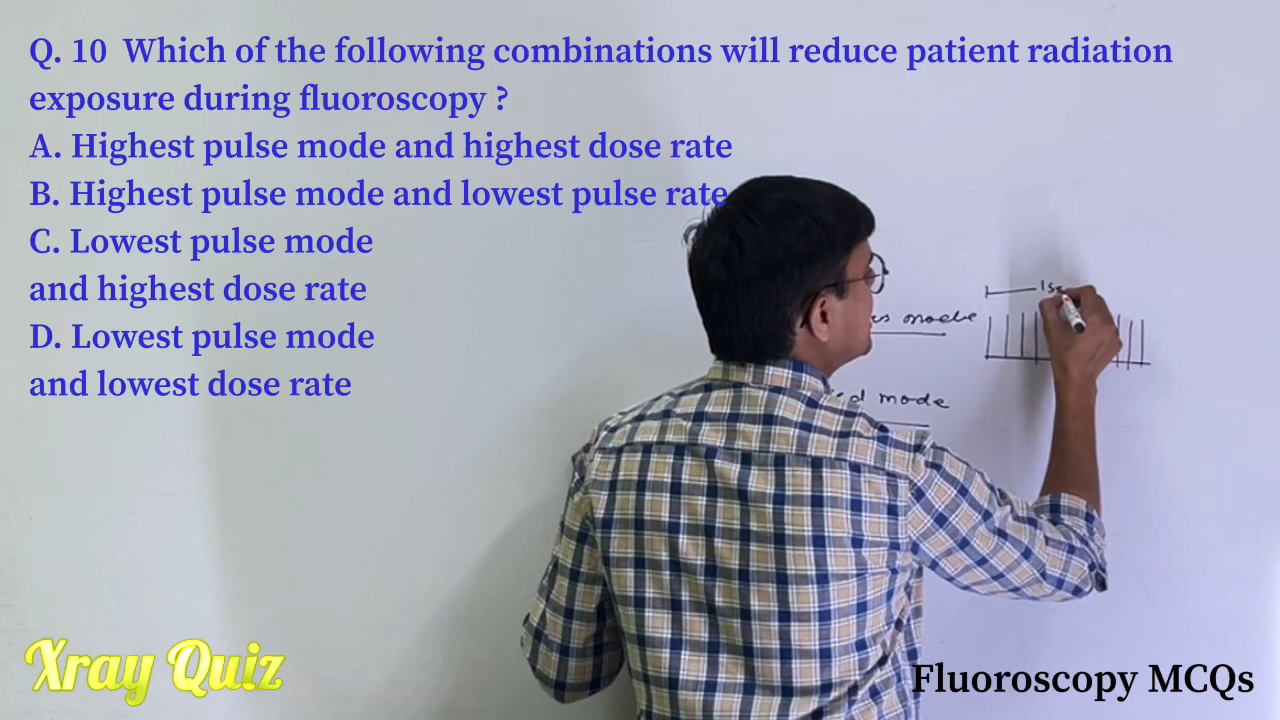 Q. 10 Which of the following combinations will reduce patient radiation
exposure during fluoroscopy ?
A. Highest pulse mode and highest dose rate
B. Highest pulse mode and lowest pulse rate
C. Lowest pulse mode
and highest dose rate
D. Lowest pulse mode
and lowest dose rate
mode
mode
Xray Quiz
Fluoroscopy MCQs